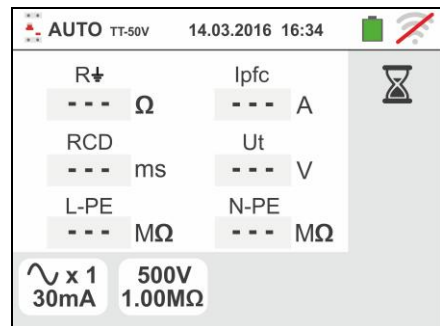 AUTO TT-50V 14.03.2016 16:34
R⏚ Ipfc
--- Ω --- A
RCD Ut
--- ms --- V
L-PE N-PE
--- MΩ --- MΩ
∿ x 1 500V
30mA 1.00MΩ